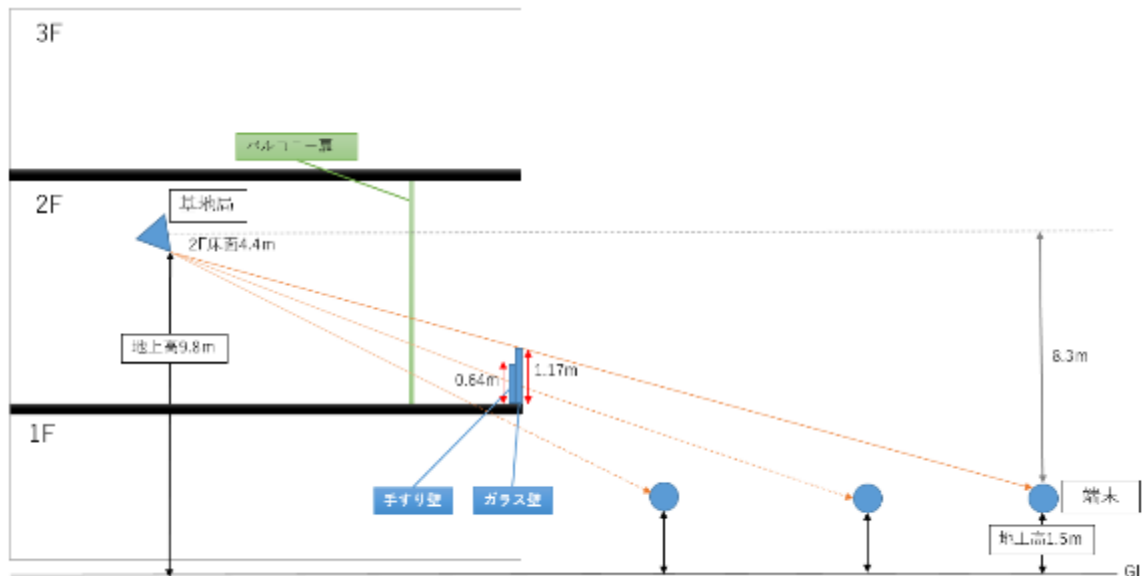 3F
バルコニー扉
2F
基地局
2F床面4.4m
地上高9.8m
8.3m
0.64m
1.17m
1F
手すり壁
ガラス壁
端末
地上高1.5m
GL